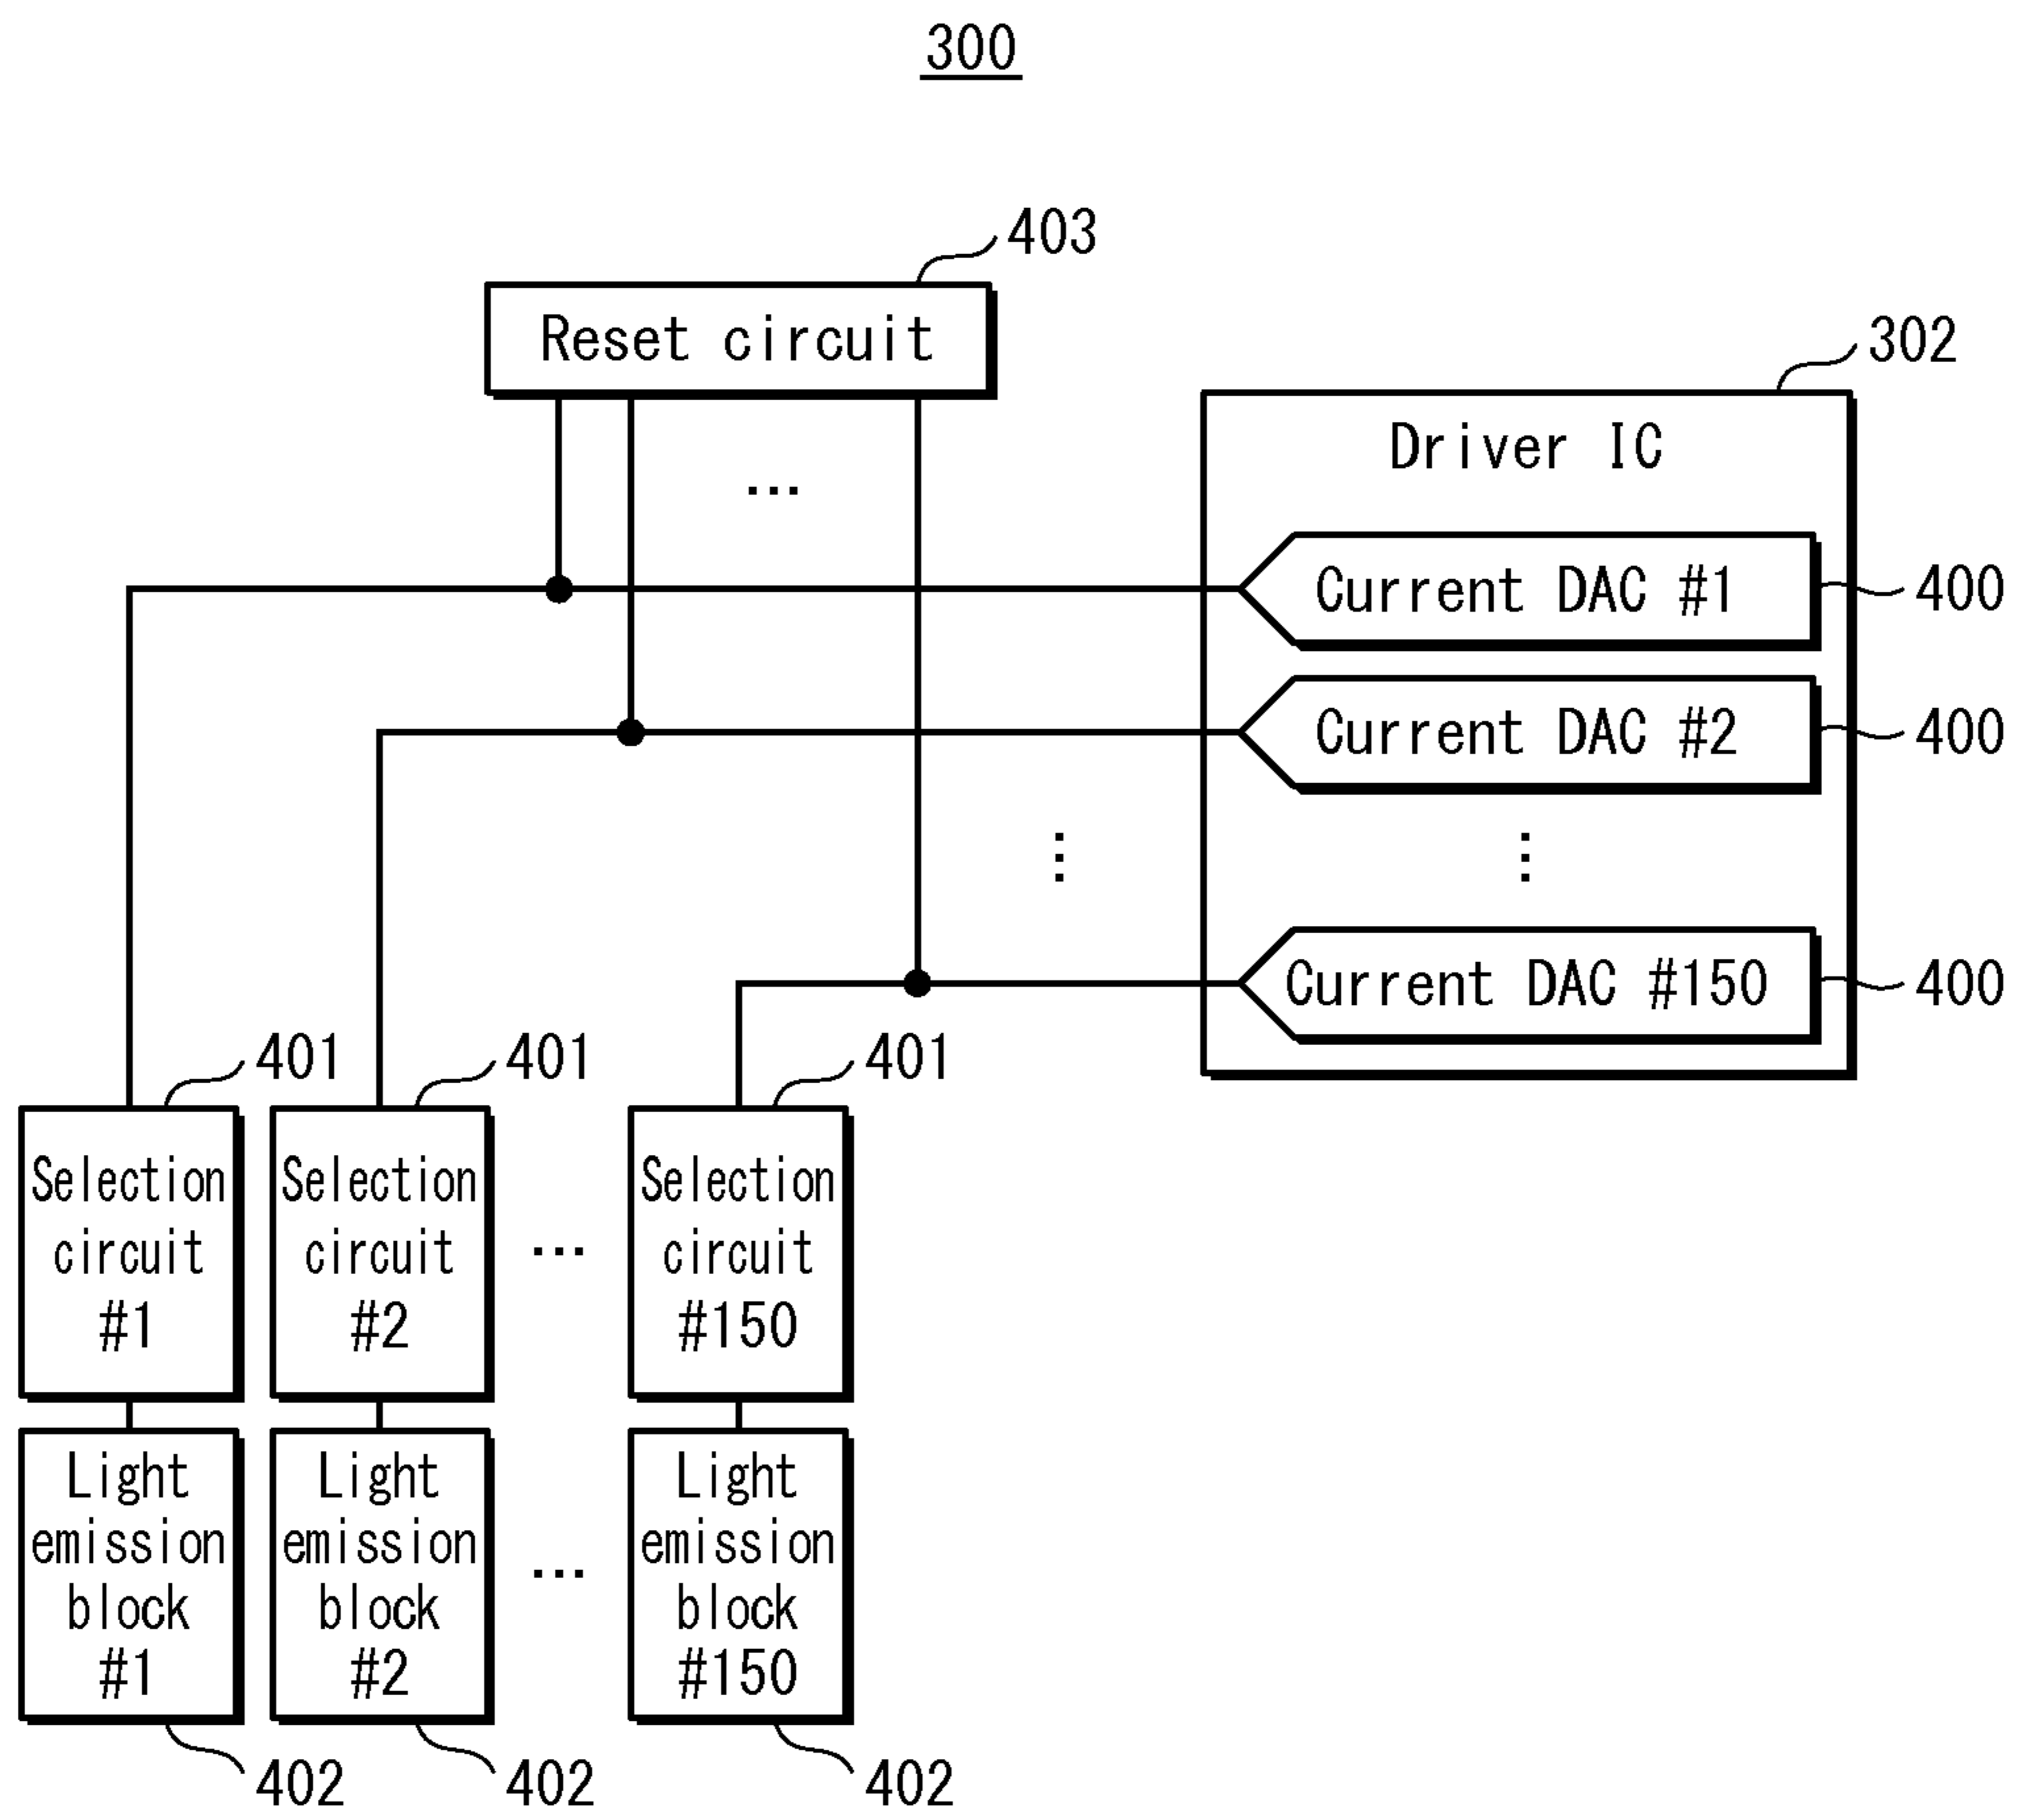 300
403
Reset circuit
302
Driver IC
...
Current DAC #1
400
Current DAC #2
400
Current DAC #150
400
401
401
401
Selection
circuit
#1
Selection
circuit
#2
...
Selection
circuit
#150
Light
emission
block
#1
Light
emission
block
#2
...
Light
emission
block
#150
402
402
402